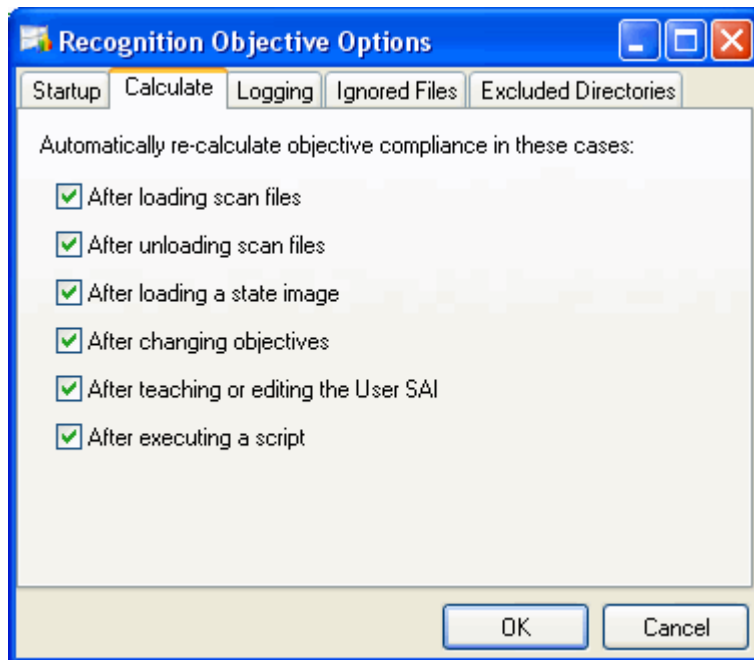 Recognition Objective Options
Startup Calculate Logging Ignored Files Excluded Directories
Automatically re-calculate objective compliance in these cases:
After loading scan files
After unloading scan files
After loading a state image
After changing objectives
After teaching or editing the User SAI
After executing a script
OK Cancel